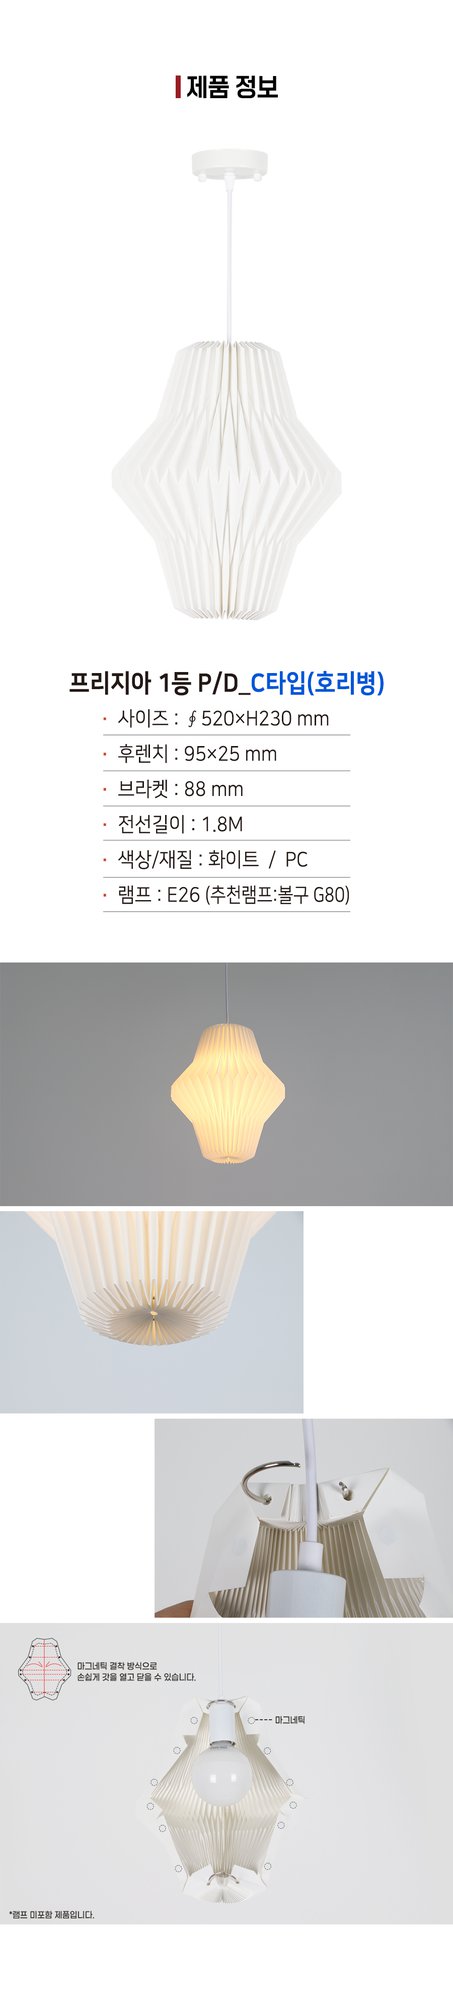 제품 정보
프리지아 1등 P/D_C타입(호리병)
· 사이즈 : ∮520×H230 mm
· 후렌치 : 95×25 mm
· 브라켓 : 88 mm
· 전선길이 : 1.8M
· 색상/재질 : 화이트 / PC
· 램프 : E26 (추천램프:볼구 G80)
마그네틱 결착 방식으로
손쉽게 갓을 열고 닫을 수 있습니다.
마그네틱
*램프 미포함 제품입니다.